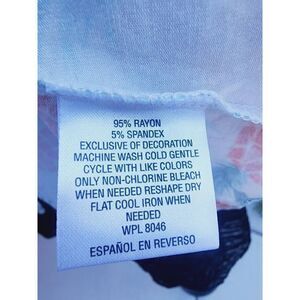 95% RAYON
5% SPANDEX
EXCLUSIVE OF DECORATION
MACHINE WASH COLD GENTLE
CYCLE WITH LIKE COLORS
ONLY NON-CHLORINE BLEACH
WHEN NEEDED RESHAPE DRY
FLAT COOL IRON WHEN
NEEDED
WPL 8046
ESPAÑOL EN REVERSO